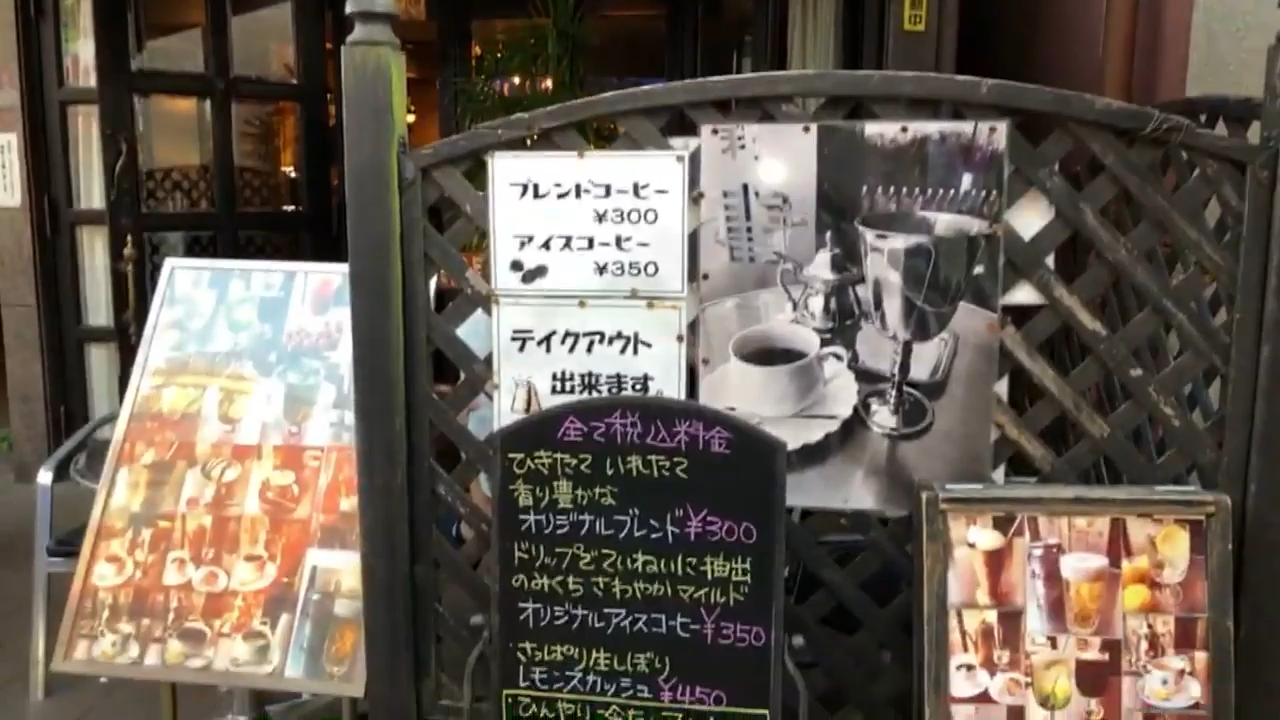 ブレンドコーヒー
¥300
アイスコーヒー
¥350
テイクアウト
出来ます。
全て税込料金
ひきたて いれたて
香り豊かな
オリジナルブレンド¥300
ドリップでていねいに抽出
のみくち さわやか マイルド
オリジナルアイスコーヒー¥350
さっぱり生しぼり
レモンスカッシュ ¥450
ひんやり